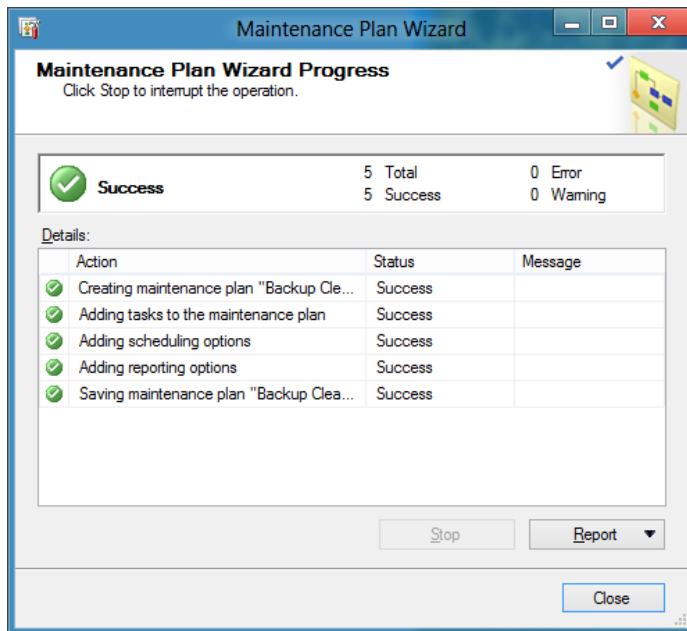 Maintenance Plan Wizard
Maintenance Plan Wizard Progress
Click Stop to interrupt the operation.
Success
5 Total
0 Error
5 Success
0 Warning
Details:
Action Status Message
Creating maintenance plan "Backup Cle... Success
Adding tasks to the maintenance plan Success
Adding scheduling options Success
Adding reporting options Success
Saving maintenance plan "Backup Clea... Success
Stop Report
Close